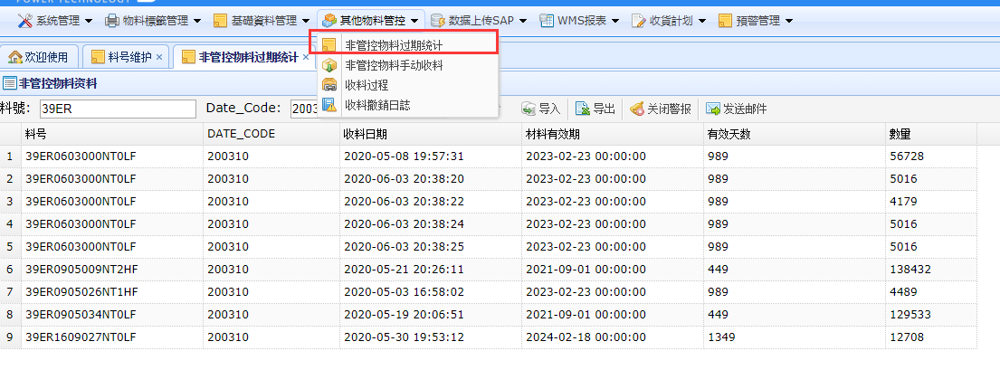 POWER TECHNOLOGY
系统管理 物料標籤管理 基礎資料管理 其他物料管控 数据上传SAP WMS报表 收貨計划 預警管理
欢迎使用 料号维护 × 非管控物料过期统计 ×
非管控物料过期统计
非管控物料手动收料
收料过程
收料撤銷日誌
非管控物料资料
料號: 39ER Date_Code: 2003 导入 导出 关闭警报 发送邮件
料号 DATE_CODE 收料日期 材料有效期 有效天数 數量
1 39ER0603000NT0LF 200310 2020-05-08 19:57:31 2023-02-23 00:00:00 989 56728
2 39ER0603000NT0LF 200310 2020-06-03 20:38:20 2023-02-23 00:00:00 989 5016
3 39ER0603000NT0LF 200310 2020-06-03 20:38:22 2023-02-23 00:00:00 989 4179
4 39ER0603000NT0LF 200310 2020-06-03 20:38:24 2023-02-23 00:00:00 989 5016
5 39ER0603000NT0LF 200310 2020-06-03 20:38:25 2023-02-23 00:00:00 989 5016
6 39ER0905009NT2HF 200310 2020-05-21 20:26:11 2021-09-01 00:00:00 449 138432
7 39ER0905026NT1HF 200310 2020-05-03 16:58:02 2023-02-23 00:00:00 989 4489
8 39ER0905034NT0LF 200310 2020-05-19 20:06:51 2021-09-01 00:00:00 449 129533
9 39ER1609027NT0LF 200310 2020-05-30 19:53:12 2024-02-18 00:00:00 1349 12708